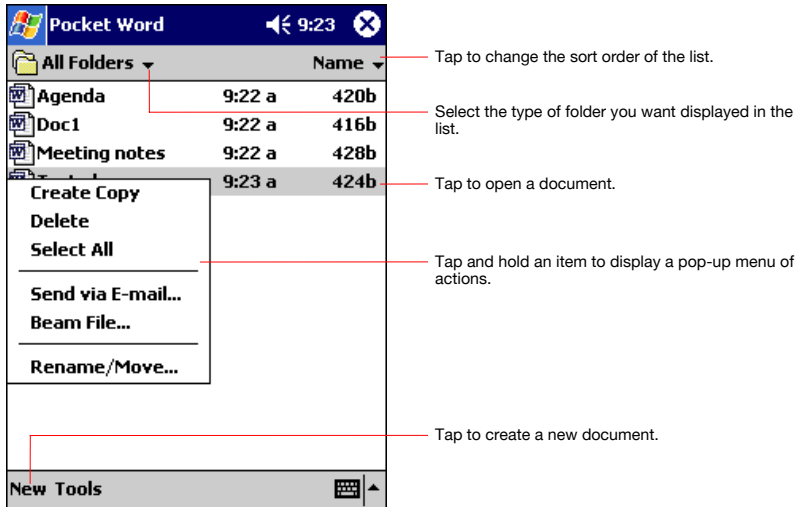 Pocket Word 9:23
All Folders Name
Agenda 9:22 a 420b
Doc1 9:22 a 416b
Meeting notes 9:22 a 428b
9:23 a 424b
Create Copy
Delete
Select All
Send via E-mail...
Beam File...
Rename/Move...
New Tools
Tap to change the sort order of the list.
Select the type of folder you want displayed in the
list.
Tap to open a document.
Tap and hold an item to display a pop-up menu of
actions.
Tap to create a new document.